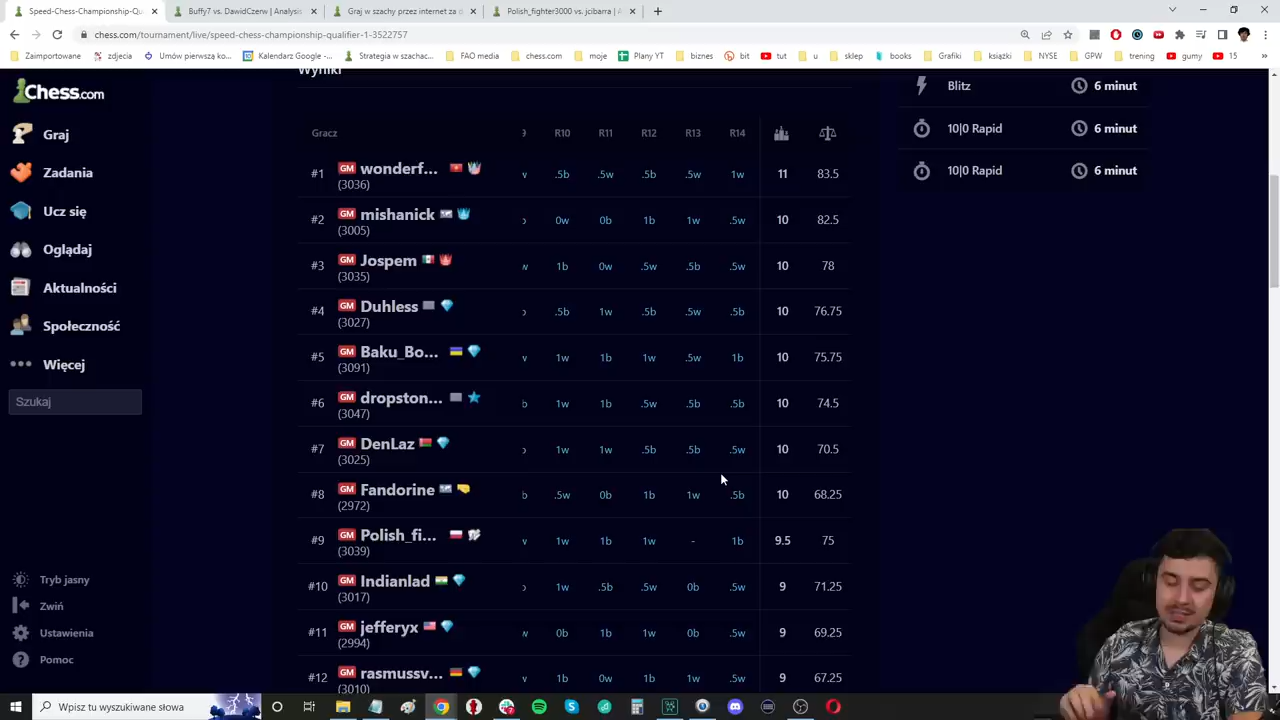 Speed-Chess-Championship-Qu
Buffy7 vs. DawidCzerw | Analysis
Graj w szachy przez internet za d
Polish_fighter3000 vs. jcibarra | A
chess.com/tournament/live/speed-chess-championship-qualifier-1-3522757
Zaimportowane
zdjecia
Umów pierwszą ko...
Kalendarz Google -...
Strategia w szachac...
FAO media
chess.com
moje
Plany YT
biznes
bit
tut
u
sklep
books
Grafiki
książki
NYSE
GPW
trening
gumy
15
Chess.com
Graj
Zadania
Ucz się
Oglądaj
Aktualności
Społeczność
Więcej
Szukaj
Tryb jasny
Zwiń
Ustawienia
Pomoc
Wyniki
Gracz 9 R10 R11 R12 R13 R14
#1 GM wonderf... w .5b .5w .5b .5w 1w 11 83.5
(3036)
#2 GM mishanick b 0w 0b 1b 1w .5w 10 82.5
(3005)
#3 GM Jospem w 1b 0w .5w .5b .5w 10 78
(3035)
#4 GM Duhless b .5b 1w .5b .5w .5b 10 76.75
(3027)
#5 GM Baku_Bo... w 1w 1b 1w .5w 1b 10 75.75
(3091)
#6 GM dropston... b 1w 1b .5w .5b .5b 10 74.5
(3047)
#7 GM DenLaz b 1w 1w .5b .5b .5w 10 70.5
(3025)
#8 GM Fandorine b .5w 0b 1b 1w .5b 10 68.25
(2972)
#9 GM Polish_fi... w 1w 1b 1w - 1b 9.5 75
(3039)
#10 GM Indianlad b 1w .5b .5w 0b .5w 9 71.25
(3017)
#11 GM jefferyx w 0b 1b 1w 0b .5w 9 69.25
(2994)
#12 GM rasmussv... w 1b 0w 1b 1w .5b 9 67.25
(3010)
Blitz 6 minut
10|0 Rapid 6 minut
10|0 Rapid 6 minut
Wpisz tu wyszukiwane słowa